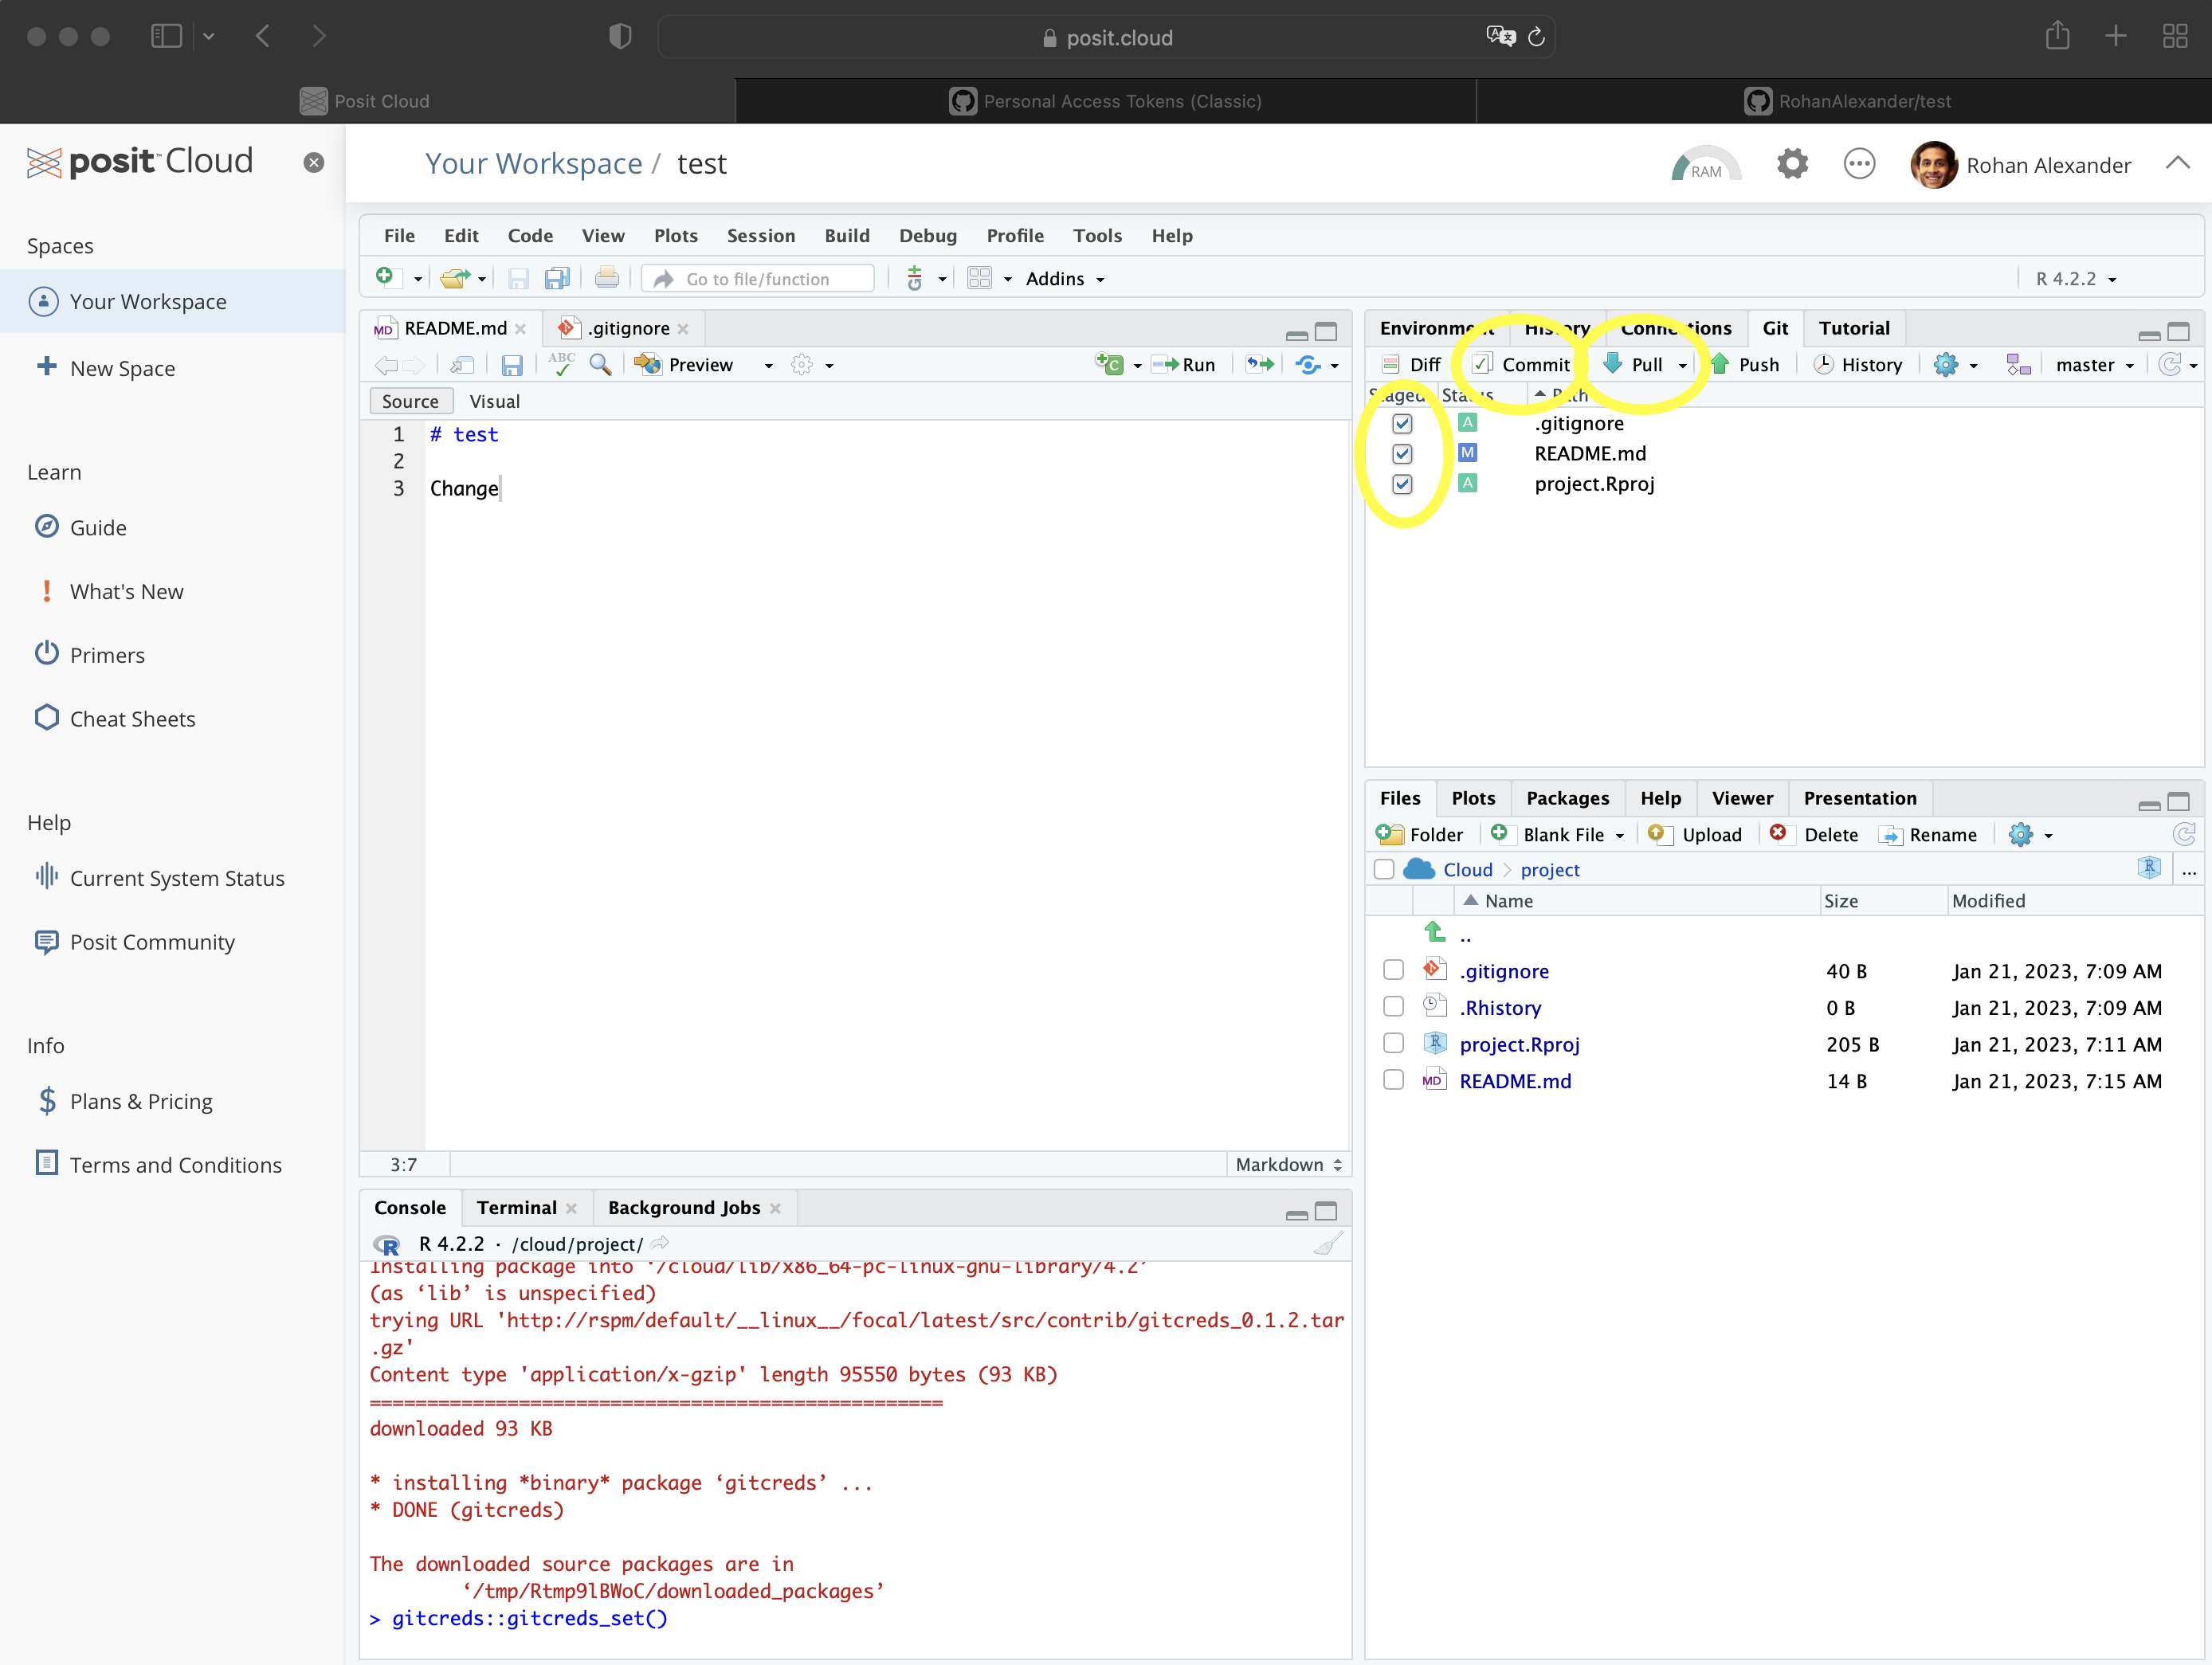 posit.cloud
Posit Cloud
Personal Access Tokens (Classic)
RohanAlexander/test
posit™ Cloud
Your Workspace / test
RAM
Rohan Alexander
Spaces
Your Workspace
New Space
Learn
Guide
What's New
Primers
Cheat Sheets
Help
Current System Status
Posit Community
Info
Plans & Pricing
Terms and Conditions
File Edit Code View Plots Session Build Debug Profile Tools Help
Go to file/function
Addins
R 4.2.2
README.md
.gitignore
ABC
Preview
Run
Source Visual
1 # test
2
3 Change
3:7
Markdown
Console Terminal Background Jobs
R 4.2.2 · /cloud/project/
Installing package into ‘/cloud/lib/x86_64-pc-linux-gnu-library/4.2’
(as ‘lib’ is unspecified)
trying URL 'http://rspm/default/__linux__/focal/latest/src/contrib/gitcreds_0.1.2.tar
.gz'
Content type 'application/x-gzip' length 95550 bytes (93 KB)
==================================================
downloaded 93 KB
* installing *binary* package ‘gitcreds’ ...
* DONE (gitcreds)
The downloaded source packages are in
‘/tmp/Rtmp9lBWoC/downloaded_packages’
> gitcreds::gitcreds_set()
Environment History Connections Git Tutorial
Diff Commit Pull Push History master
Staged Status Path
A .gitignore
M README.md
A project.Rproj
Files Plots Packages Help Viewer Presentation
Folder Blank File Upload Delete Rename
Cloud > project ...
Name Size Modified
..
.gitignore 40 B Jan 21, 2023, 7:09 AM
.Rhistory 0 B Jan 21, 2023, 7:09 AM
project.Rproj 205 B Jan 21, 2023, 7:11 AM
README.md 14 B Jan 21, 2023, 7:15 AM